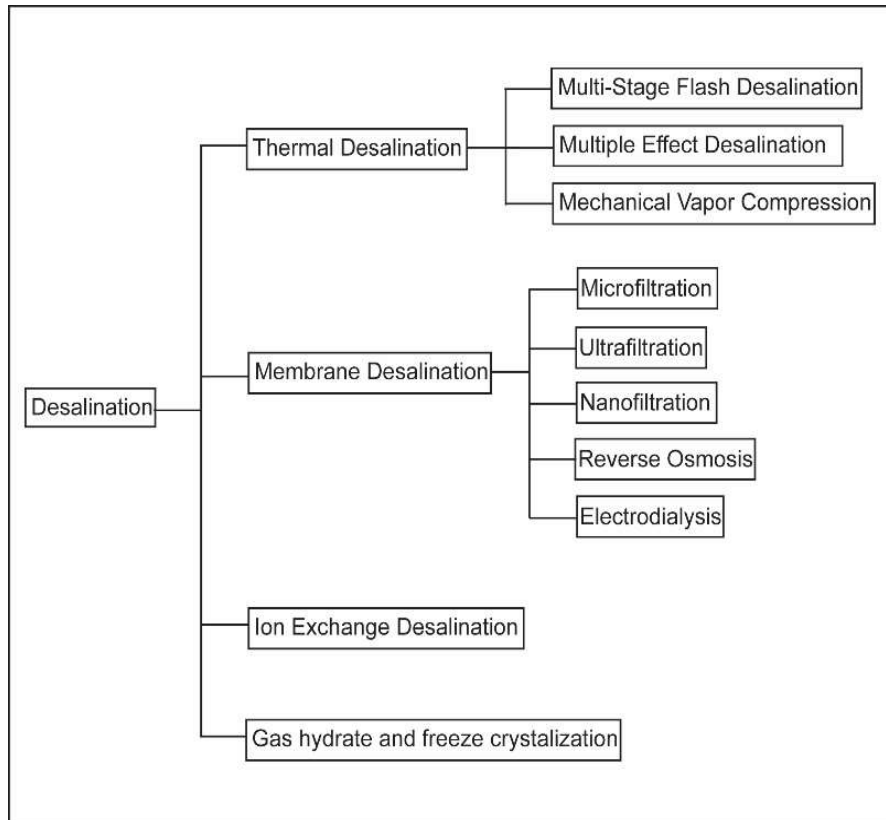 Desalination
Thermal Desalination
Multi-Stage Flash Desalination
Multiple Effect Desalination
Mechanical Vapor Compression
Membrane Desalination
Microfiltration
Ultrafiltration
Nanofiltration
Reverse Osmosis
Electrodialysis
Ion Exchange Desalination
Gas hydrate and freeze crystalization